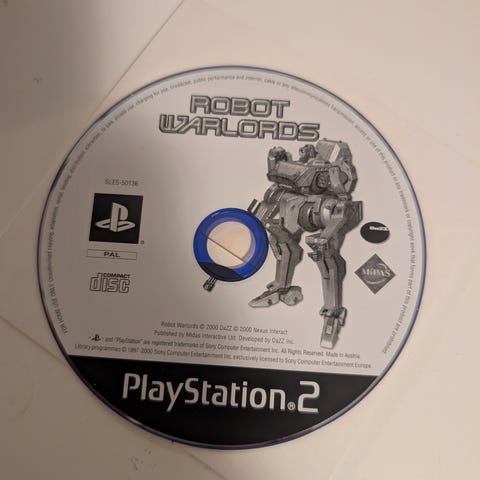 ROBOT
WARLORDS
SLES-50136
PAL
COMPACT
disc
DaZZ
MIDAS
Robot Warlords © 2000 DaZZ © 2000 Nexus Interact
Published by Midas Interactive Ltd. Developed by DaZZ Inc.
and "PlayStation" are registered trademarks of Sony Computer Entertainment Inc. All Rights Reserved. Made in Austria.
Library programmes © 1997-2000 Sony Computer Entertainment Inc. exclusively licensed to Sony Computer Entertainment Europe.
PlayStation®2